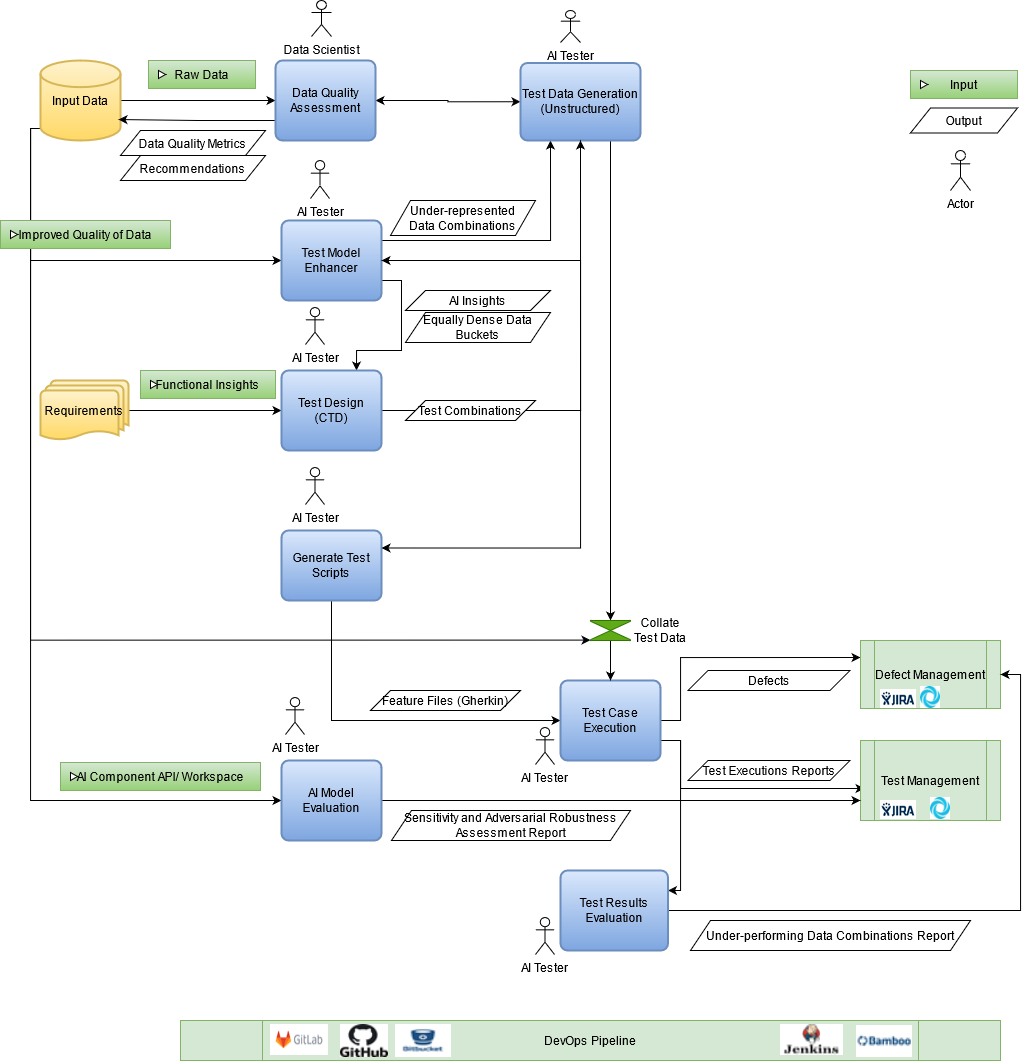 Data Scientist
AI Tester
Raw Data
Input Data
Data Quality
Assessment
Test Data Generation
(Unstructured)
Input
Output
Actor
Data Quality Metrics
Recommendations
AI Tester
Under-represented
Data Combinations
Improved Quality of Data
Test Model
Enhancer
AI Insights
Equally Dense Data
Buckets
AI Tester
Functional Insights
Requirements
Test Design
(CTD)
Test Combinations
AI Tester
Generate Test
Scripts
Collate
Test Data
Defect Management
JIRA
Defects
Feature Files (Gherkin)
Test Case
Execution
AI Tester
AI Tester
AI Component API/ Workspace
AI Model
Evaluation
Test Executions Reports
Test Management
JIRA
Sensitivity and Adversarial Robustness
Assessment Report
Test Results
Evaluation
AI Tester
Under-performing Data Combinations Report
GitLab
GitHub
Bitbucket
DevOps Pipeline
Jenkins
Bamboo